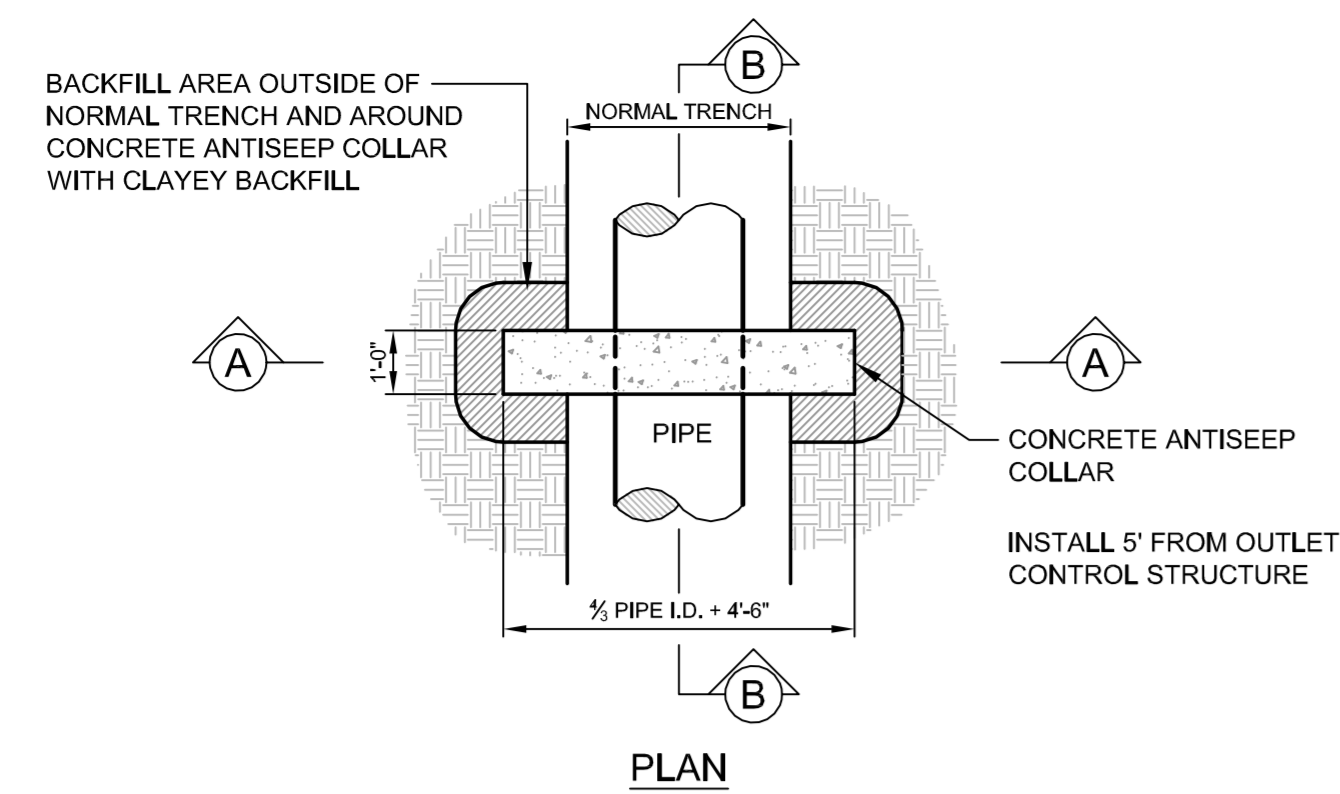 B
BACKFILL AREA OUTSIDE OF
NORMAL TRENCH AND AROUND
CONCRETE ANTISEEP COLLAR
WITH CLAYEY BACKFILL
NORMAL TRENCH
A
A
1'-0"
PIPE
CONCRETE ANTISEEP
COLLAR
INSTALL 5' FROM OUTLET
CONTROL STRUCTURE
⁴⁄₃ PIPE I.D. + 4'-6"
B
PLAN